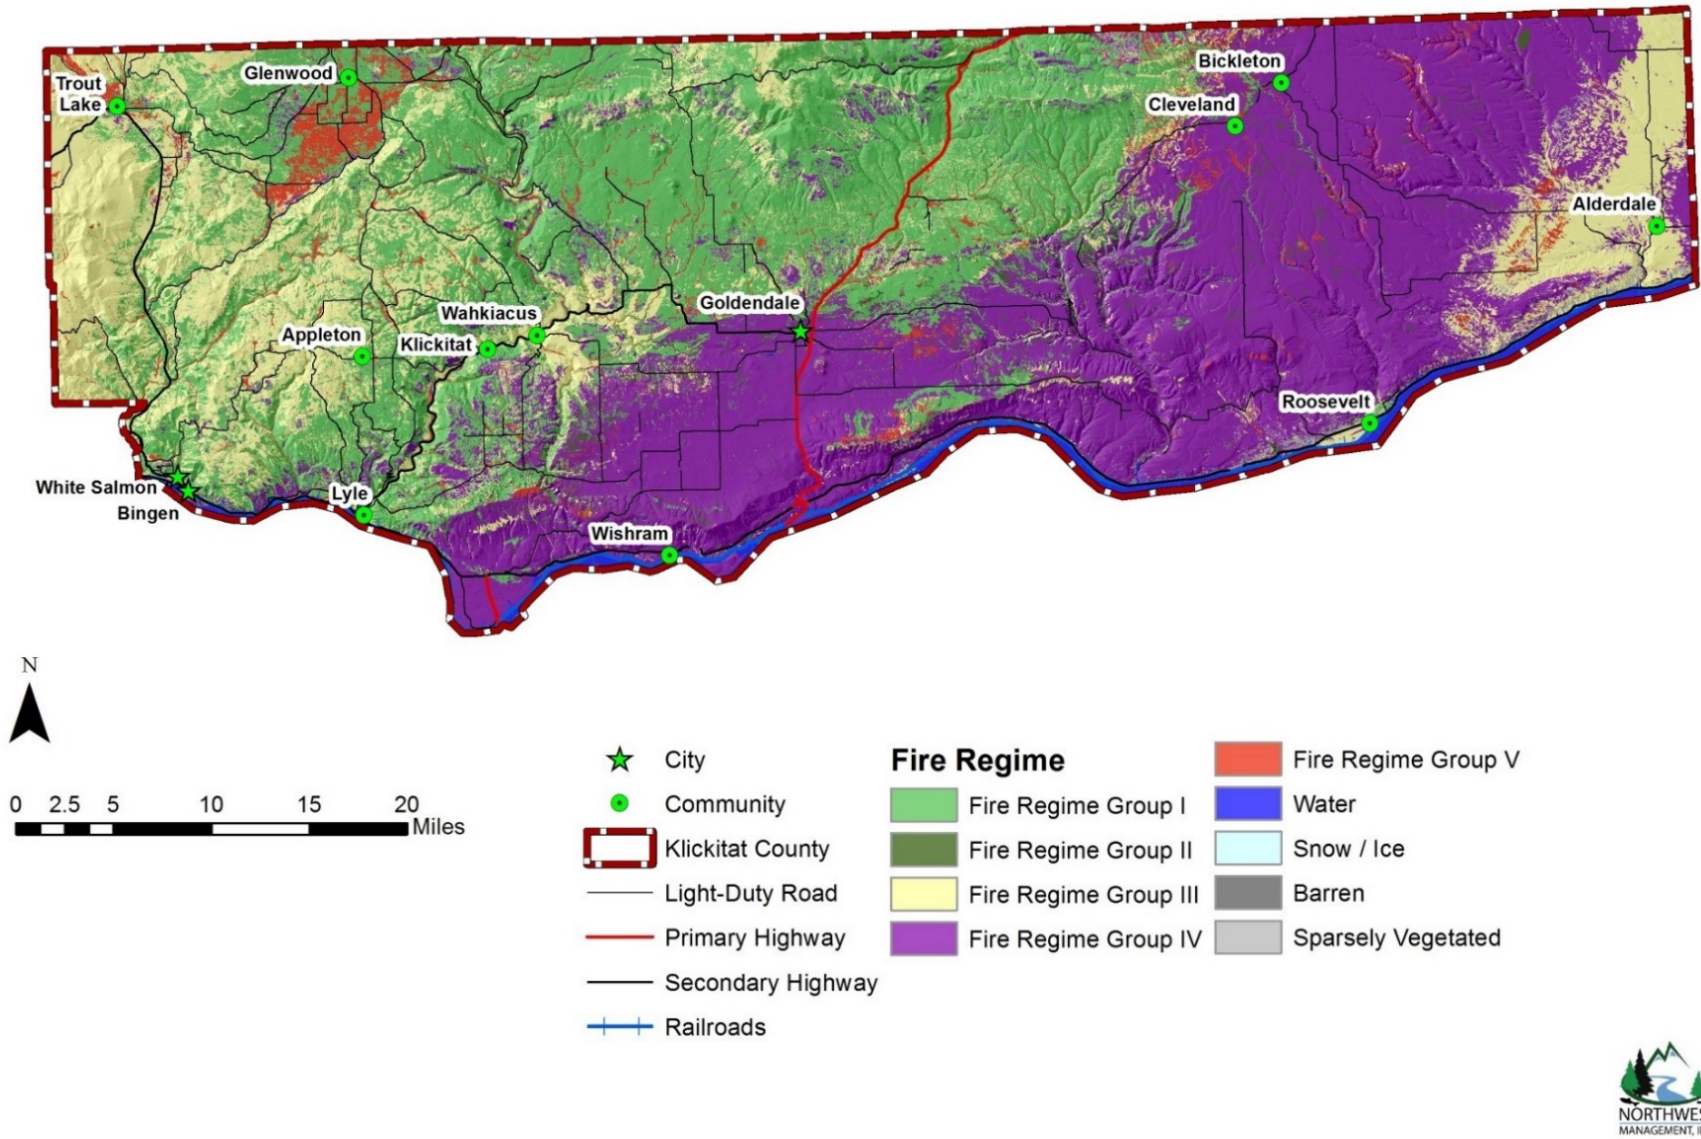 Trout
Lake
Glenwood
Bickleton
Cleveland
Alderdale
Goldendale
Wahkiacus
Klickitat
Appleton
Roosevelt
White Salmon
Bingen
Lyle
Wishram
N
0 2.5 5 10 15 20
Miles
City
Community
Klickitat County
Light-Duty Road
Primary Highway
Secondary Highway
Railroads
Fire Regime
Fire Regime Group I
Fire Regime Group II
Fire Regime Group III
Fire Regime Group IV
Fire Regime Group V
Water
Snow / Ice
Barren
Sparsely Vegetated
NORTHWES
MANAGEMENT, I